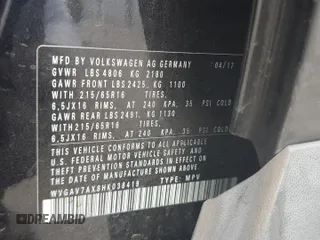 MFD BY VOLKSWAGEN AG GERMANY 04/17
GVWR LBS 4806 KG 2180
GAWR FRONT LBS 2425, KG 1100
WITH 215/65R16 TIRES,
6,5JX16 RIMS, AT 240 KPA, 35 PSI COLD
GAWR REAR LBS 2491, KG 1130
WITH 215/65R16 TIRES,
6,5JX16 RIMS, AT 240 KPA, 35 PSI COLD
THIS VEHICLE CONFORMS TO ALL APPLICABLE
FEDERAL MOTOR VEHICLE SAFETY AND
THEFT PREVENTION STANDARDS IN EFFECT
ON THE DATE OF MANUFACTURE SHOWN ABOVE.
TYPE: MPV
AUTOBIDMASTER